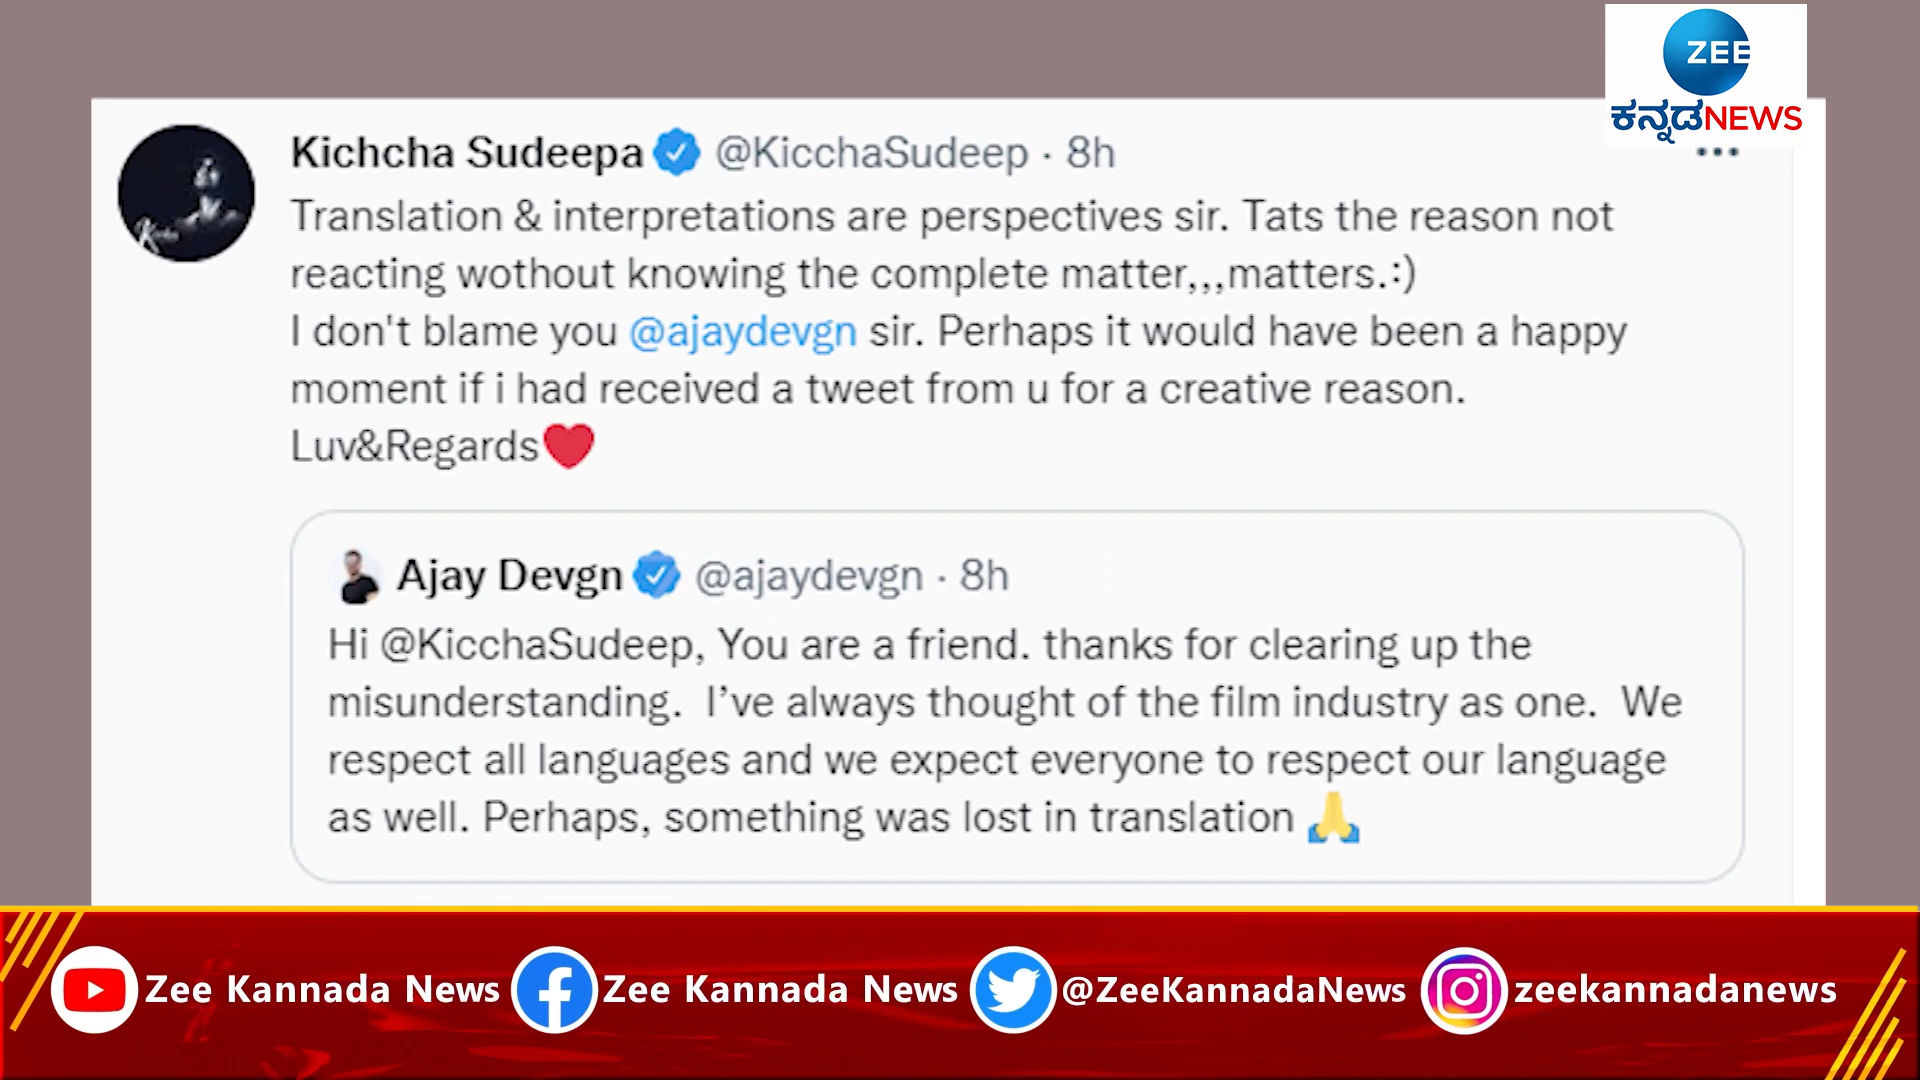 ZEE
ಕನ್ನಡNEWS
Kichcha Sudeepa @KicchaSudeep · 8h
Translation & interpretations are perspectives sir. Tats the reason not
reacting wothout knowing the complete matter,,,matters.:)
I don't blame you @ajaydevgn sir. Perhaps it would have been a happy
moment if i had received a tweet from u for a creative reason.
Luv&Regards❤️
Ajay Devgn @ajaydevgn · 8h
Hi @KicchaSudeep, You are a friend. thanks for clearing up the
misunderstanding.  I’ve always thought of the film industry as one.  We
respect all languages and we expect everyone to respect our language
as well. Perhaps, something was lost in translation 🙏
Zee Kannada News Zee Kannada News @ZeeKannadaNews zeekannadanews